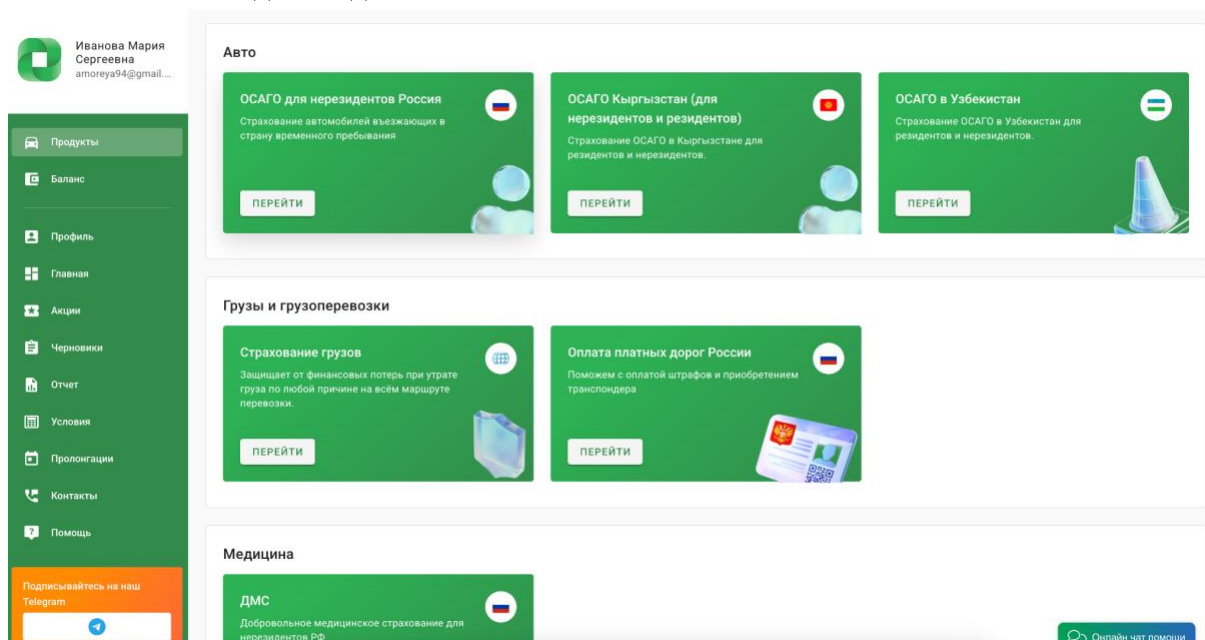 Иванова Мария
Сергеевна
amoreya94@gmail....
Продукты
Баланс
Профиль
Главная
Акции
Черновики
Отчет
Условия
Пролонгации
Контакты
Помощь
Подписывайтесь на наш
Telegram
Авто
ОСАГО для нерезидентов Россия
Страхование автомобилей въезжающих в
страну временного пребывания
ПЕРЕЙТИ
ОСАГО Кыргызстан (для
нерезидентов и резидентов)
Страхование ОСАГО в Кыргызстане для
резидентов и нерезидентов.
ПЕРЕЙТИ
ОСАГО в Узбекистан
Страхование ОСАГО в Узбекистан для
резидентов и нерезидентов.
ПЕРЕЙТИ
Грузы и грузоперевозки
Страхование грузов
Защищает от финансовых потерь при утрате
груза по любой причине на всём маршруте
перевозки.
ПЕРЕЙТИ
Оплата платных дорог России
Поможем с оплатой штрафов и приобретением
транспондера
ПЕРЕЙТИ
Медицина
ДМС
Добровольное медицинское страхование для
нерезидентов РФ
Онлайн чат помощи